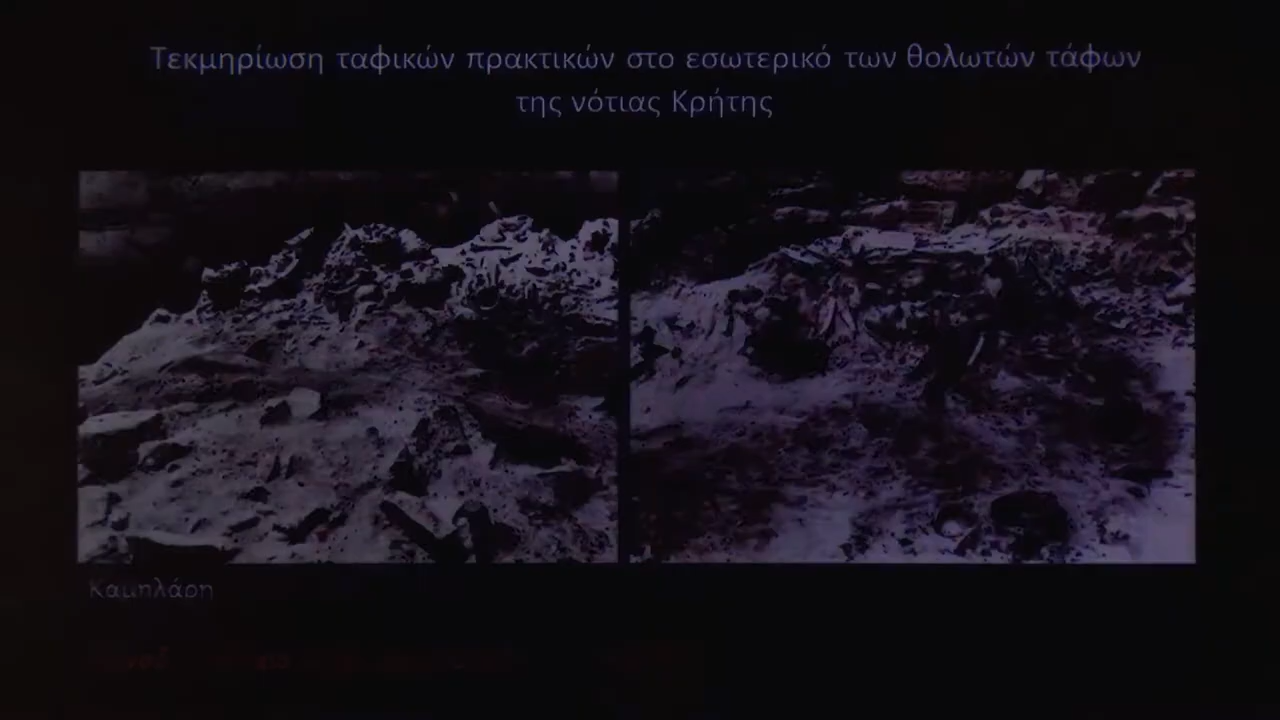 Τεκμηρίωση ταφικών πρακτικών στο εσωτερικό των θολωτών τάφων
της νότιας Κρήτης
Καμηλάρη